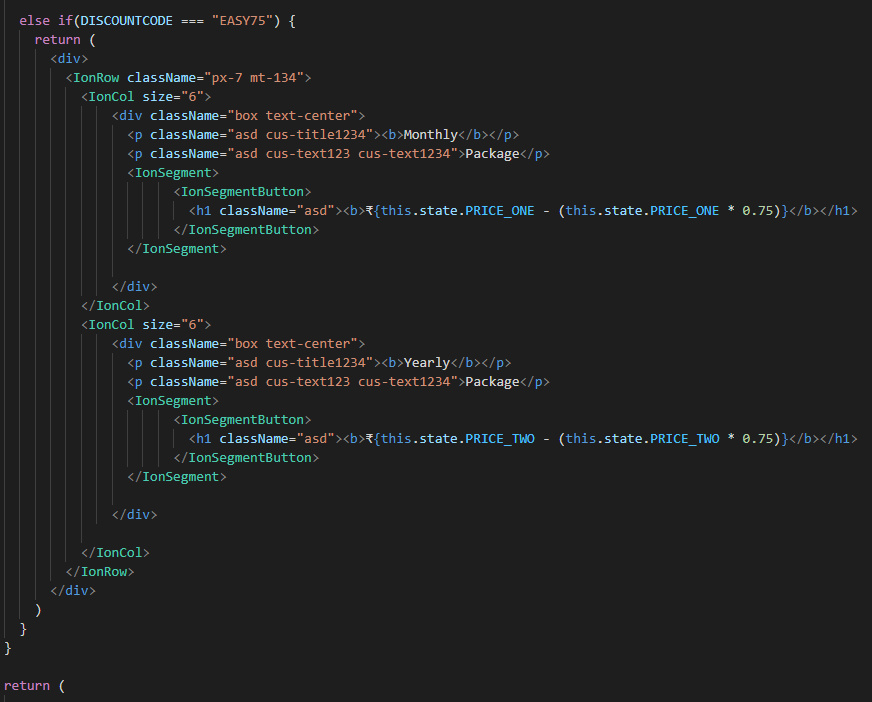 else if(DISCOUNTCODE === "EASY75") {
return (
<div>
<IonRow className="px-7 mt-134">
<IonCol size="6">
<div className="box text-center">
<p className="asd cus-title1234"><b>Monthly</b></p>
<p className="asd cus-text123 cus-text1234">Package</p>
<IonSegment>
<IonSegmentButton>
<h1 className="asd"><b>₹{this.state.PRICE_ONE - (this.state.PRICE_ONE * 0.75)}</b></h1>
</IonSegmentButton>
</IonSegment>
</div>
</IonCol>
<IonCol size="6">
<div className="box text-center">
<p className="asd cus-title1234"><b>Yearly</b></p>
<p className="asd cus-text123 cus-text1234">Package</p>
<IonSegment>
<IonSegmentButton>
<h1 className="asd"><b>₹{this.state.PRICE_TWO - (this.state.PRICE_TWO * 0.75)}</b></h1>
</IonSegmentButton>
</IonSegment>
</div>
</IonCol>
</IonRow>
</div>
)
}
}
return (